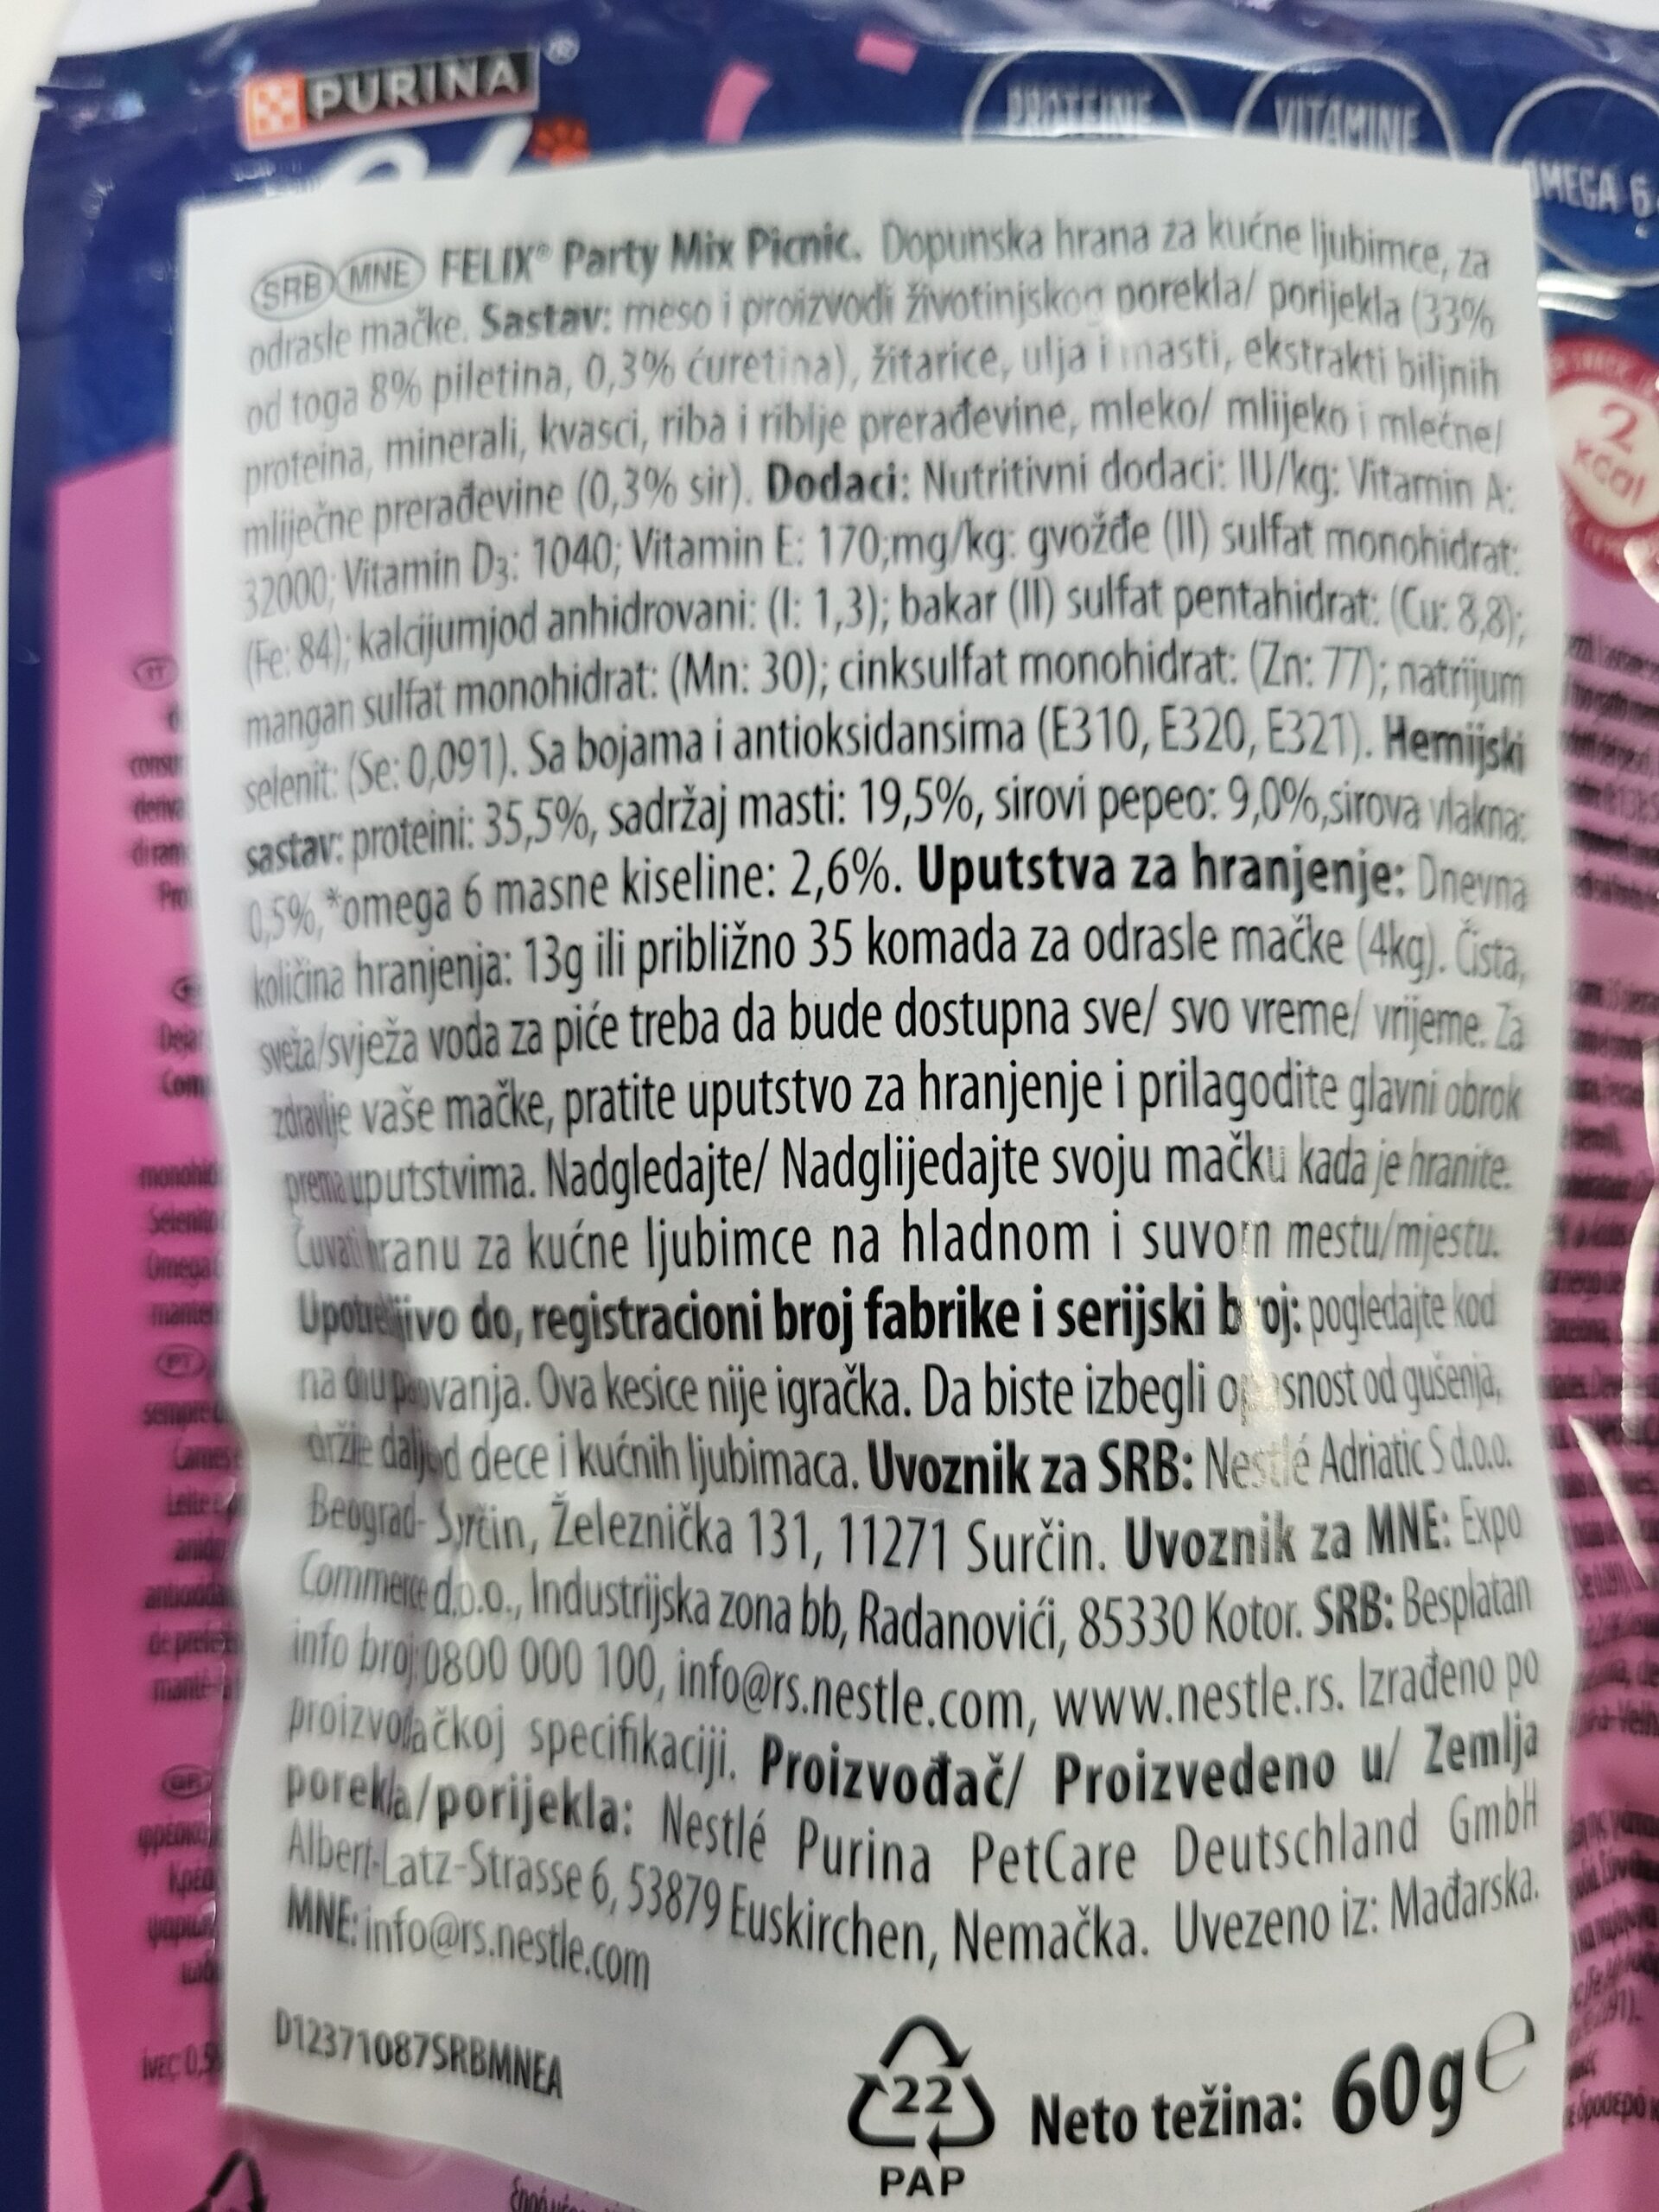 PURINA
PROTEINE
VITAMINE
OMEGA 6
2
kcal
SRB MNE FELIX® Party Mix Picnic. Dopunska hrana za kućne ljubimce, za
odrasle mačke. Sastav: meso i proizvodi životinjskog porekla/ porijekla (33%
od toga 8% piletina, 0,3% ćuretina), žitarice, ulja i masti, ekstrakti biljnih
proteina, minerali, kvasci, riba i riblje prerađevine, mleko/ mlijeko i mlečne/
mliječne prerađevine (0,3% sir). Dodaci: Nutritivni dodaci: IU/kg: Vitamin A:
32000; Vitamin D3: 1040; Vitamin E: 170;mg/kg: gvožđe (II) sulfat monohidrat:
(Fe: 84); kalcijumjod anhidrovani: (I: 1,3); bakar (II) sulfat pentahidrat: (Cu: 8,8);
mangan sulfat monohidrat: (Mn: 30); cinksulfat monohidrat: (Zn: 77); natrijum
selenit: (Se: 0,091). Sa bojama i antioksidansima (E310, E320, E321). Hemijski
sastav: proteini: 35,5%, sadržaj masti: 19,5%, sirovi pepeo: 9,0%,sirova vlakna:
0,5%, *omega 6 masne kiseline: 2,6%. Uputstva za hranjenje: Dnevna
količina hranjenja: 13g ili približno 35 komada za odrasle mačke (4kg). Čista,
sveža/svježa voda za piće treba da bude dostupna sve/ svo vreme/ vrijeme. Za
zdravlje vaše mačke, pratite uputstvo za hranjenje i prilagodite glavni obrok
prema uputstvima. Nadgledajte/ Nadglijedajte svoju mačku kada je hranite.
Čuvati hranu za kućne ljubimce na hladnom i suvom mestu/mjestu.
Upotrebljivo do, registracioni broj fabrike i serijski broj: pogledajte kod
na dnu pakovanja. Ova kesice nije igračka. Da biste izbegli opasnost od gušenja,
držite dalje od dece i kućnih ljubimaca. Uvoznik za SRB: Nestlé Adriatic S d.o.o.
Beograd- Surčin, Železnička 131, 11271 Surčin. Uvoznik za MNE: Expo
Commerce d.o.o., Industrijska zona bb, Radanovići, 85330 Kotor. SRB: Besplatan
info broj:0800 000 100, info@rs.nestle.com, www.nestle.rs. Izrađeno po
proizvođačkoj specifikaciji. Proizvođač/ Proizvedeno u/ Zemlja
porekla/porijekla: Nestlé Purina PetCare Deutschland GmbH
Albert-Latz-Strasse 6, 53879 Euskirchen, Nemačka. Uvezeno iz: Mađarska.
MNE: info@rs.nestle.com
D12371087SRBMNEA
22
PAP
Neto težina: 60g℮
IT
PT
GR